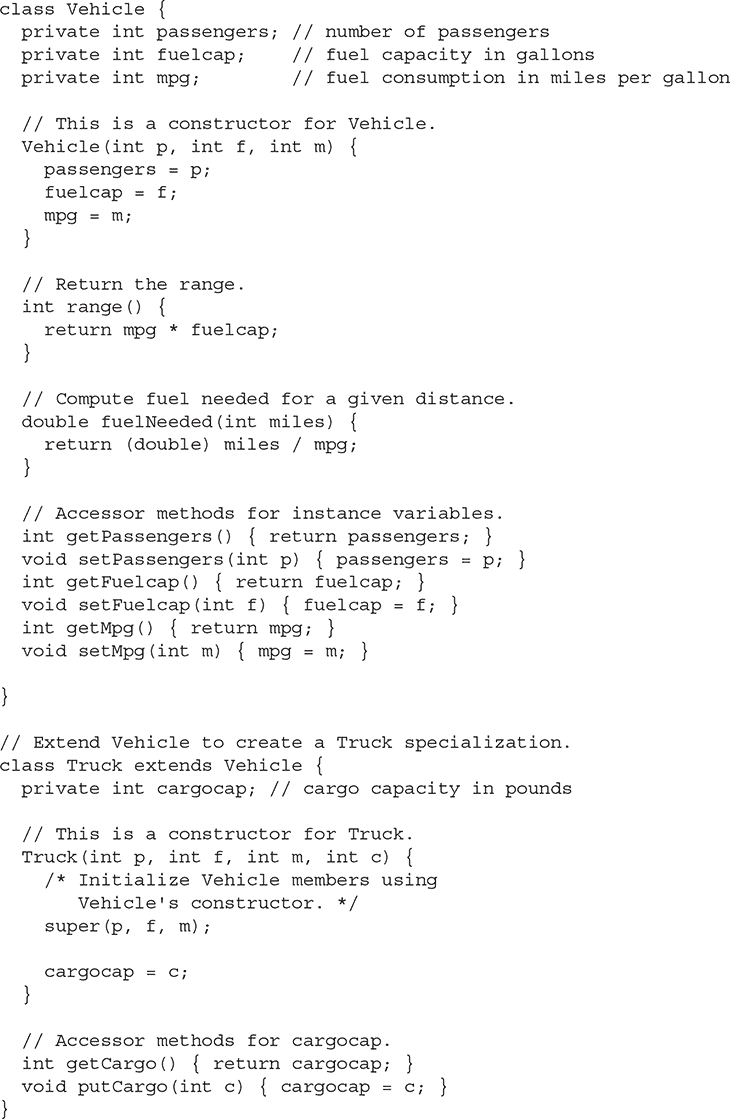 class Vehicle {
  private int passengers; // number of passengers
  private int fuelcap;    // fuel capacity in gallons
  private int mpg;        // fuel consumption in miles per gallon

  // This is a constructor for Vehicle.
  Vehicle(int p, int f, int m) {
    passengers = p;
    fuelcap = f;
    mpg = m;
  }

  // Return the range.
  int range() {
    return mpg * fuelcap;
  }

  // Compute fuel needed for a given distance.
  double fuelNeeded(int miles) {
    return (double) miles / mpg;
  }

  // Accessor methods for instance variables.
  int getPassengers() { return passengers; }
  void setPassengers(int p) { passengers = p; }
  int getFuelcap() { return fuelcap; }
  void setFuelcap(int f) { fuelcap = f; }
  int getMpg() { return mpg; }
  void setMpg(int m) { mpg = m; }

}

// Extend Vehicle to create a Truck specialization.
class Truck extends Vehicle {
  private int cargocap; // cargo capacity in pounds

  // This is a constructor for Truck.
  Truck(int p, int f, int m, int c) {
    /* Initialize Vehicle members using
       Vehicle's constructor. */
    super(p, f, m);

    cargocap = c;
  }

  // Accessor methods for cargocap.
  int getCargo() { return cargocap; }
  void putCargo(int c) { cargocap = c; }
}